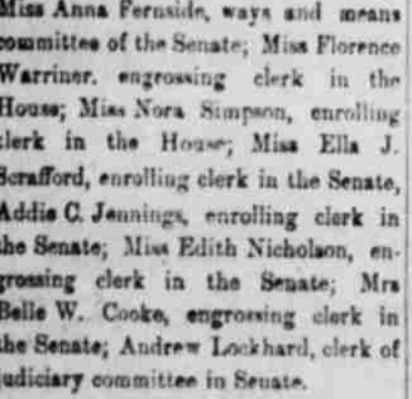 Miss Anna Fernside, ways and means
committee of the Senate; Miss Florence
Warriner. engrossing clerk in the
House; Miss Nora Simpson, enrolling
clerk in the House; Miss Ella J.
Scrafford, enrolling clerk in the Senate,
Addie C. Jennings, enrolling clerk in
the Senate; Miss Edith Nicholson, en-
grossing clerk in the Senate; Mrs
Belle W. Cooke, engrossing clerk in
the Senate; Andrew Lockhard, clerk of
judiciary committee in Senate.